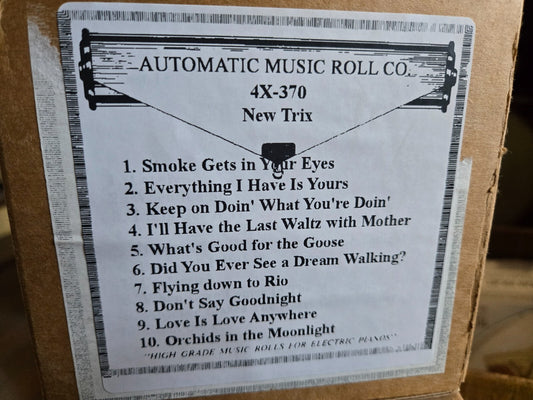 AUTOMATIC MUSIC ROLL CO.
4X-370
New Trix
1. Smoke Gets in Your Eyes
2. Everything I Have Is Yours
3. Keep on Doin' What You're Doin'
4. I'll Have the Last Waltz with Mother
5. What's Good for the Goose
6. Did You Ever See a Dream Walking?
7. Flying down to Rio
8. Don't Say Goodnight
9. Love Is Love Anywhere
10. Orchids in the Moonlight
"HIGH GRADE MUSIC ROLLS FOR ELECTRIC PIANOS"